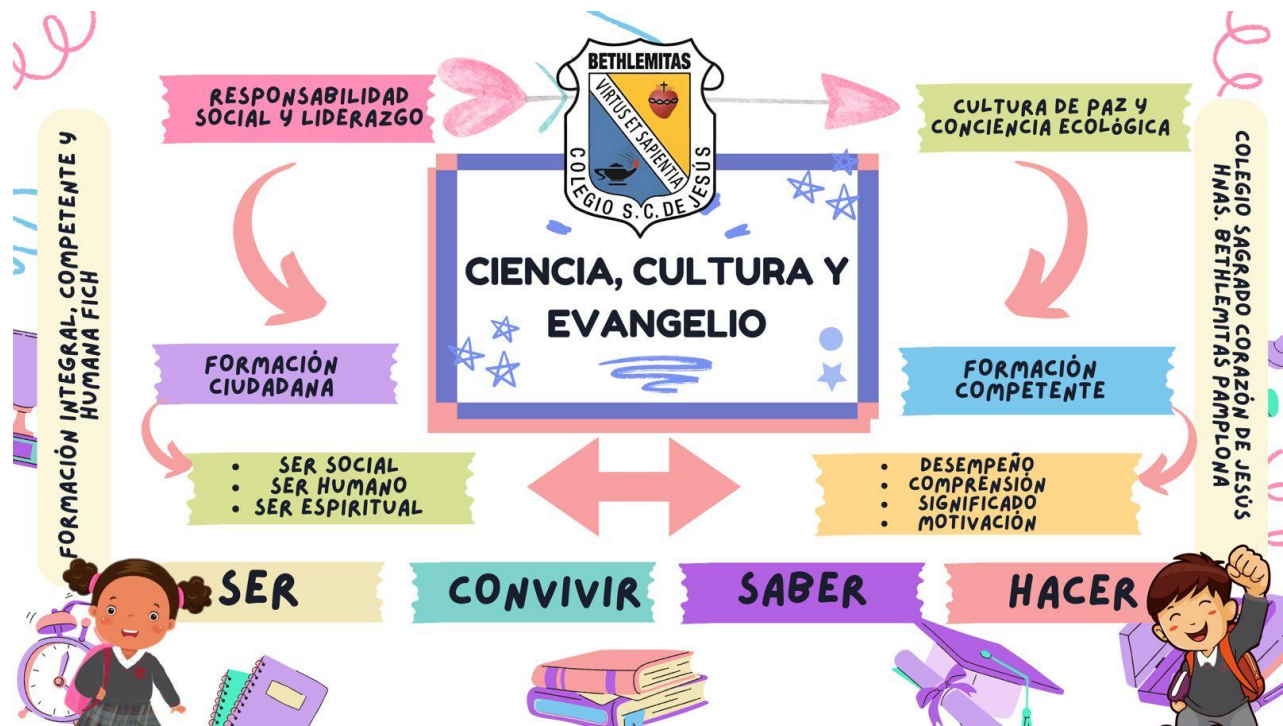 BETHLEMITAS
VIRTUS ET SAPIENTIA
COLEGIO S. C. DE JESÚS
RESPONSABILIDAD
SOCIAL Y LIDERAZGO
CULTURA DE PAZ Y
CONCIENCIA ECOLÓGICA
FORMACIÓN INTEGRAL, COMPETENTE Y
HUMANA FICH
COLEGIO SAGRADO CORAZÓN DE JESÚS
HNAS. BETHLEMITAS PAMPLONA
CIENCIA, CULTURA Y
EVANGELIO
FORMACIÓN
CIUDADANA
FORMACIÓN
COMPETENTE
• SER SOCIAL
• SER HUMANO
• SER ESPIRITUAL
• DESEMPEÑO
• COMPRENSIÓN
• SIGNIFICADO
• MOTIVACIÓN
SER
CONVIVIR
SABER
HACER